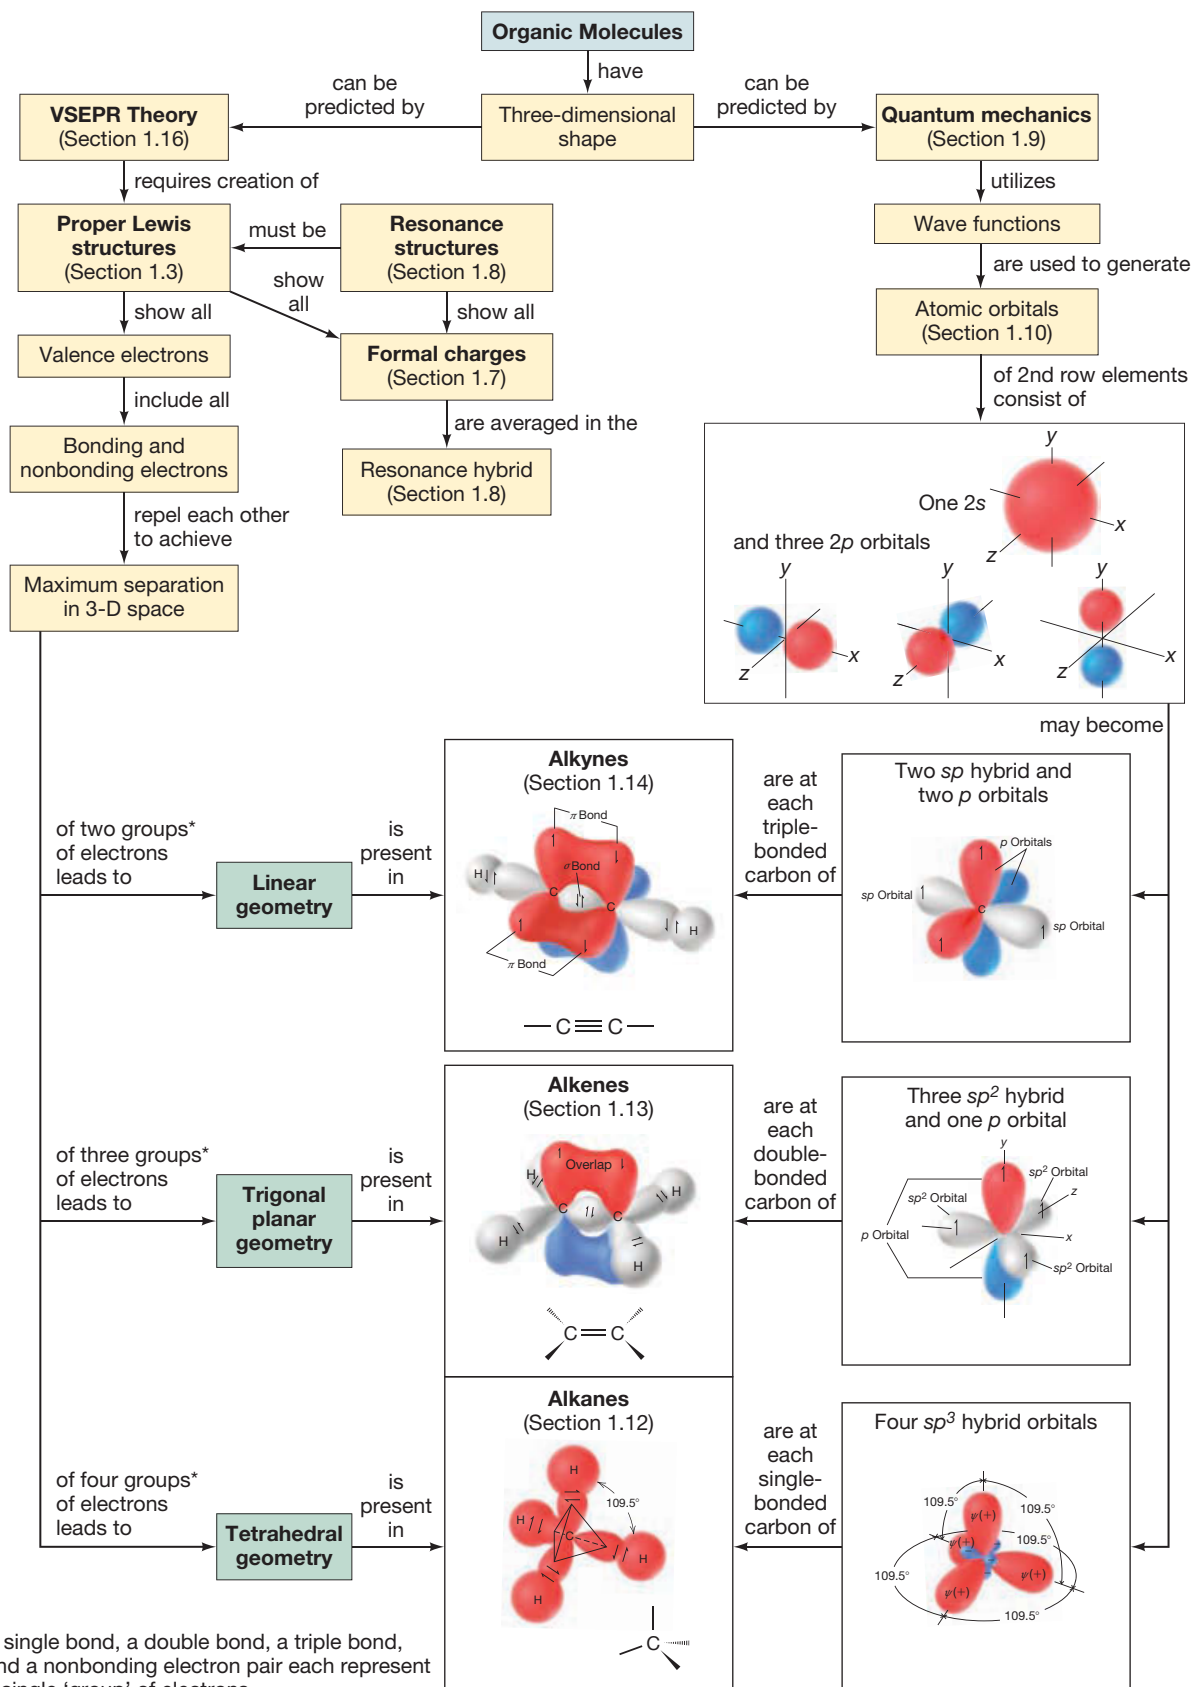 Organic Molecules
have
can be
predicted by
can be
predicted by
VSEPR Theory
(Section 1.16)
Three-dimensional
shape
Quantum mechanics
(Section 1.9)
requires creation of
utilizes
Proper Lewis
structures
(Section 1.3)
must be
Resonance
structures
(Section 1.8)
Wave functions
show
all
are used to generate
show all
show all
Atomic orbitals
(Section 1.10)
Valence electrons
Formal charges
(Section 1.7)
of 2nd row elements
consist of
include all
are averaged in the
Bonding and
nonbonding electrons
Resonance hybrid
(Section 1.8)
repel each other
to achieve
Maximum separation
in 3-D space
y
One 2s
x
z
and three 2p orbitals
y
x
z
y
x
z
y
x
z
may become
of two groups*
of electrons
leads to
Linear
geometry
is
present
in
Alkynes
(Section 1.14)
π Bond
σ Bond
H
C
C
H
π Bond
C C
are at
each
triple-
bonded
carbon of
Two sp hybrid and
two p orbitals
p Orbitals
sp Orbital
C
sp Orbital
of three groups*
of electrons
leads to
Trigonal
planar
geometry
is
present
in
Alkenes
(Section 1.13)
Overlap
H
H
C
C
H
H
C C
are at
each
double-
bonded
carbon of
Three sp² hybrid
and one p orbital
y
sp² Orbital
sp² Orbital
z
p Orbital
x
sp² Orbital
of four groups*
of electrons
leads to
Tetrahedral
geometry
is
present
in
Alkanes
(Section 1.12)
H
109.5°
H
C
H
H
C
are at
each
single-
bonded
carbon of
Four sp³ hybrid orbitals
109.5°
109.5°
ψ(+)
109.5°
ψ(+)
109.5°
ψ(+)
ψ(+)
109.5°
single bond, a double bond, a triple bond,
nd a nonbonding electron pair each represent
single 'group' of electrons